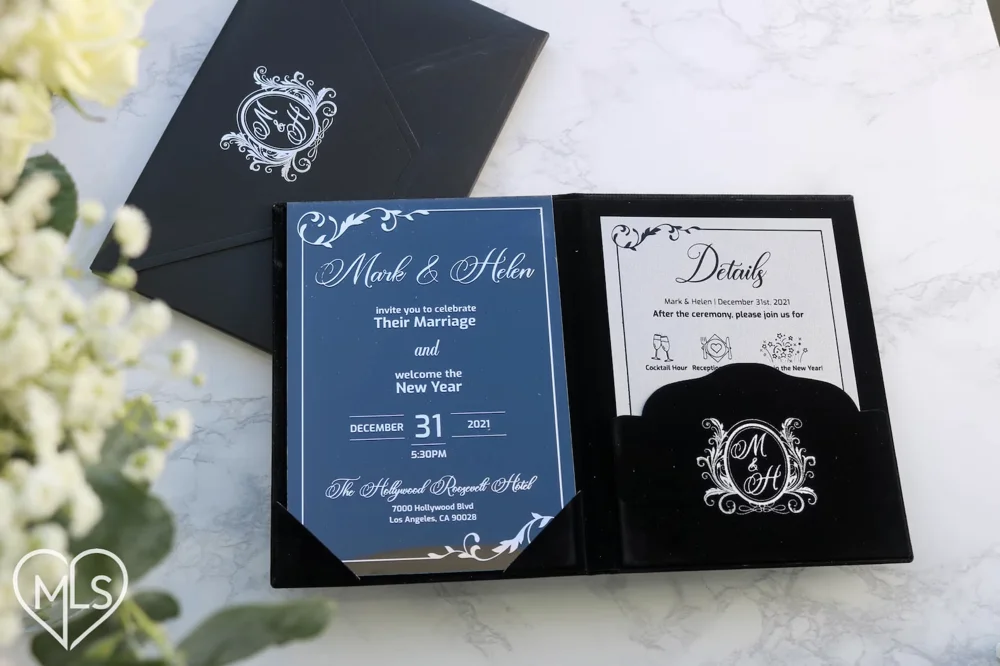 M & H
Mark & Helen
invite you to celebrate
Their Marriage
and
welcome the
New Year
DECEMBER 31 2021
5:30PM
The Hollywood Roosevelt Hotel
7000 Hollywood Blvd
Los Angeles, CA 90028
Details
Mark & Helen | December 31st. 2021
After the ceremony, please join us for
Cocktail Hour Reception in the New Year!
M
&
H
MLS